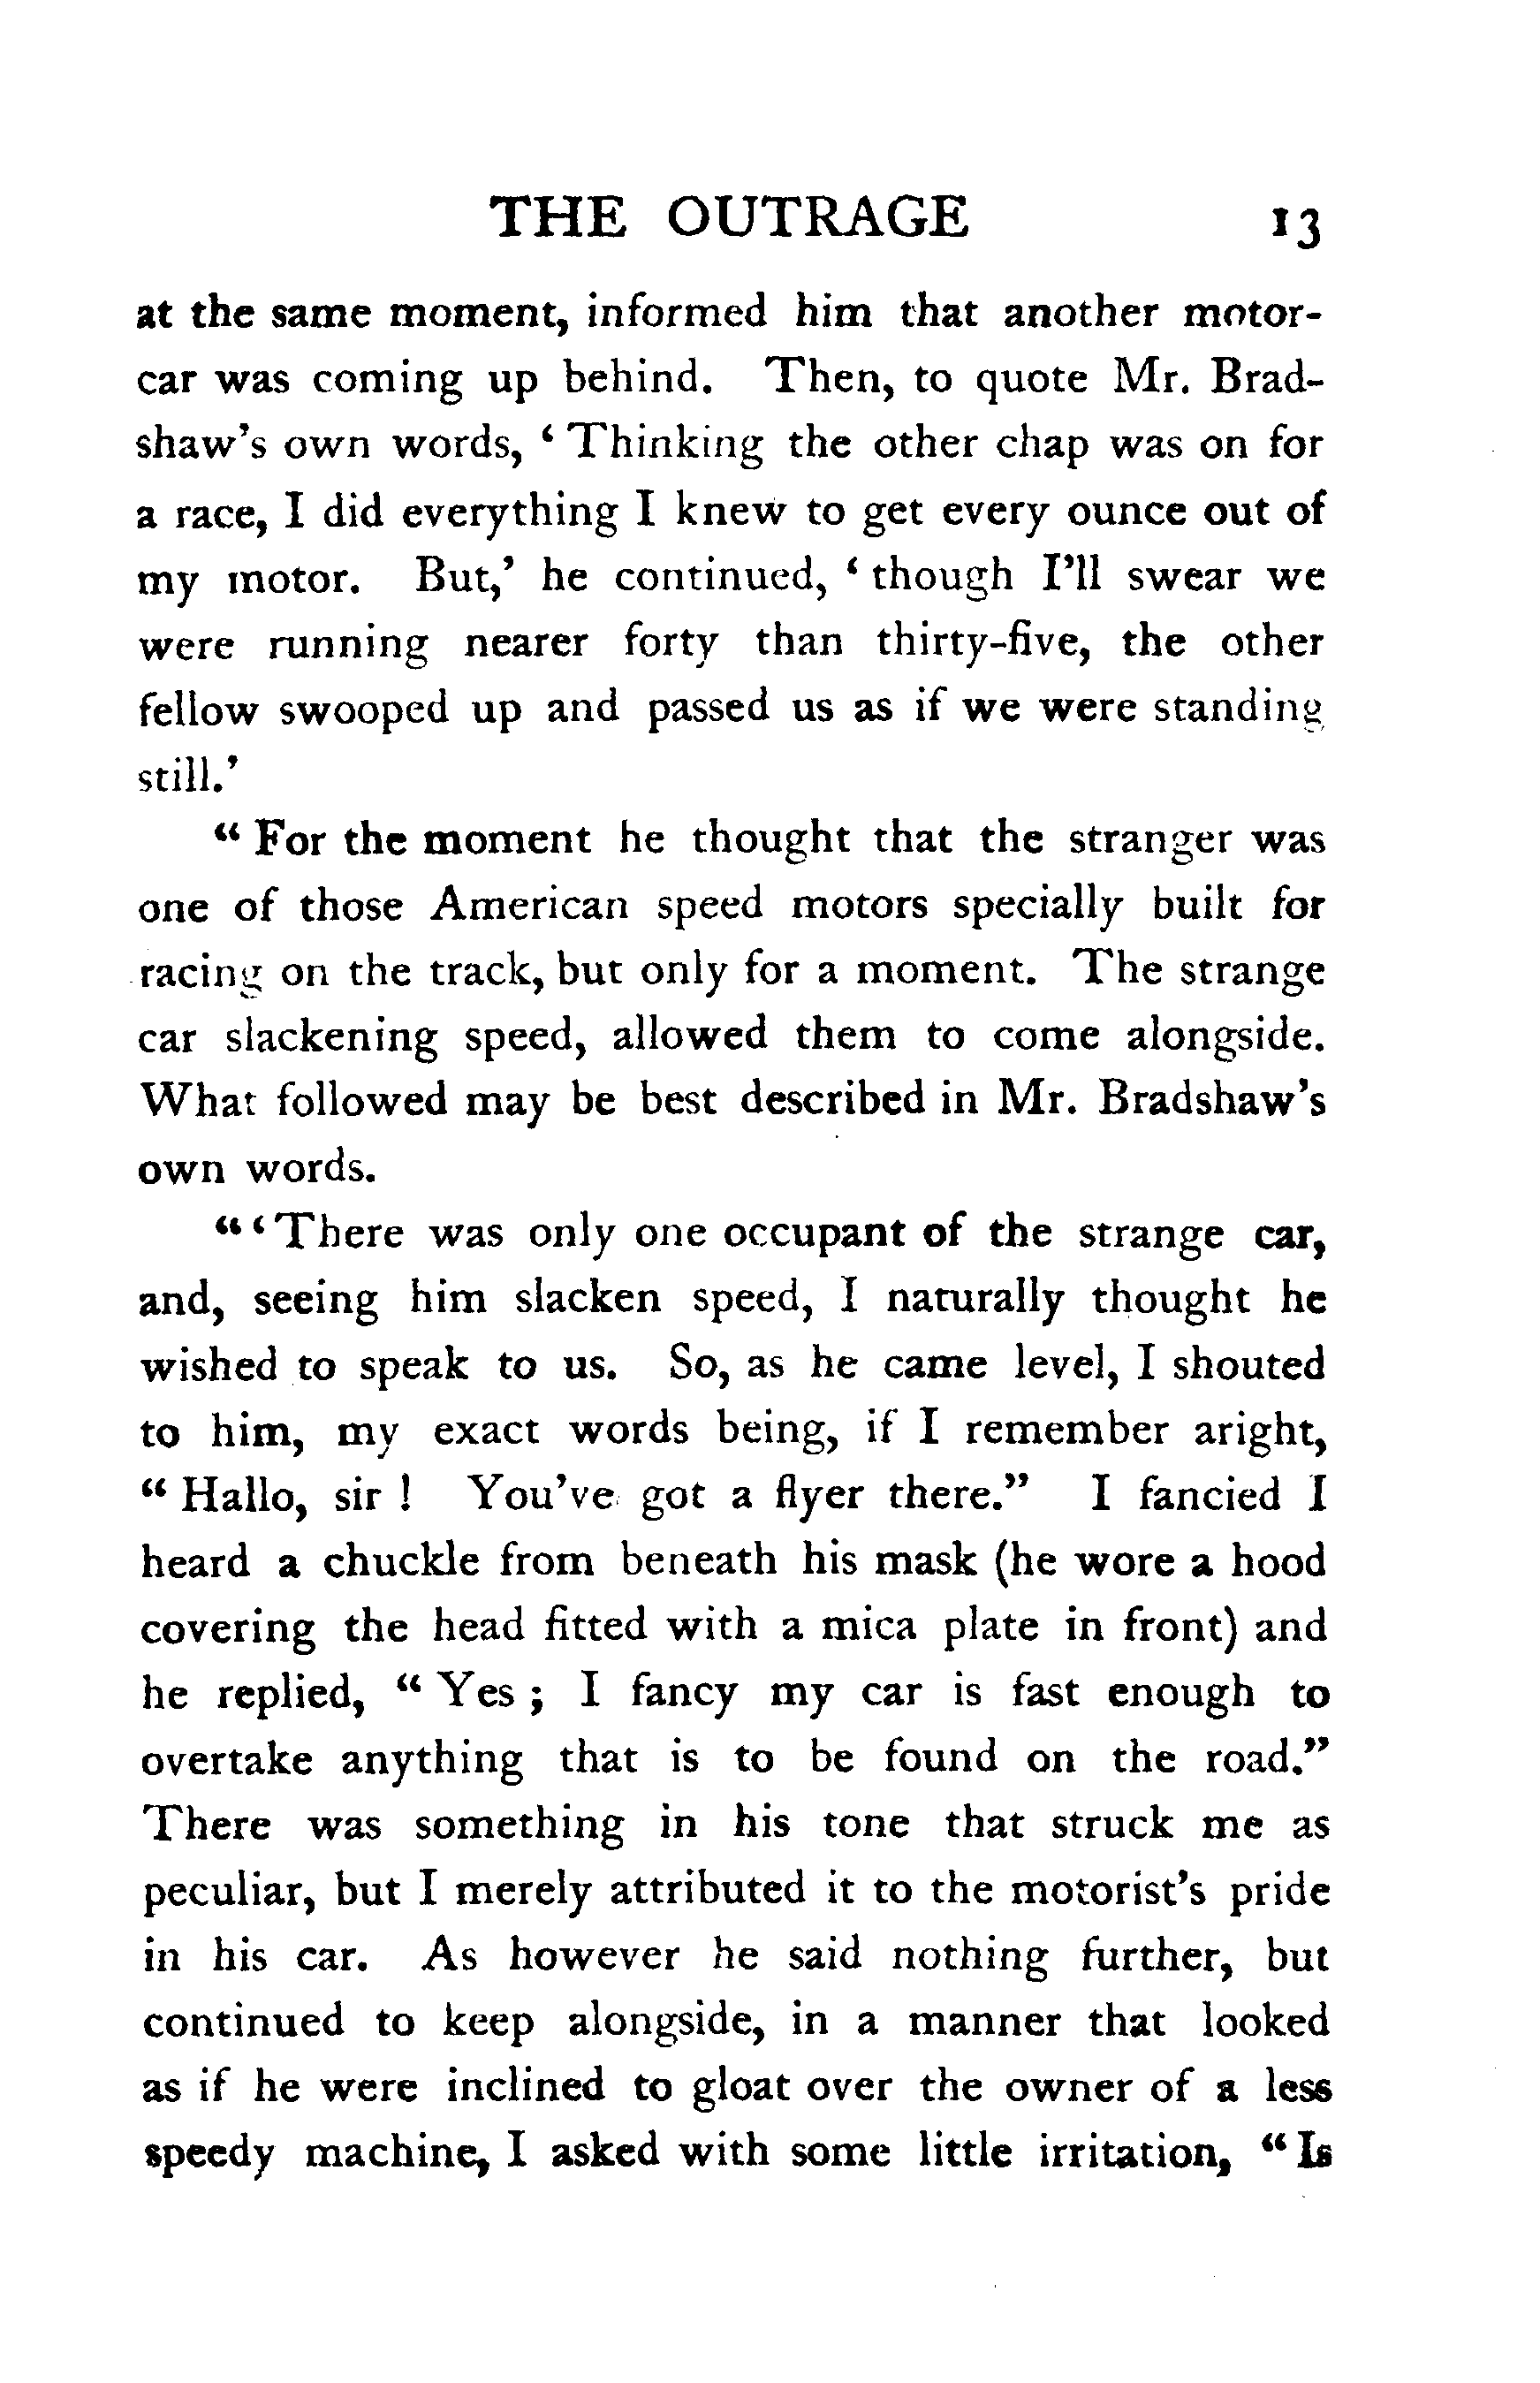 THE OUTRAGE 13
at the same moment, informed him that another motor-
car was coming up behind. Then, to quote Mr. Brad-
shaw's own words, ‘ Thinking the other chap was on for
a race, I did everything I knew to get every ounce out of
my motor. But,’ he continued, ‘ though I'll swear we
were running nearer forty than thirty-five, the other
fellow swooped up and passed us as if we were standing
still.’
“ For the moment he thought that the stranger was
one of those American speed motors specially built for
racing on the track, but only for a moment. The strange
car slackening speed, allowed them to come alongside.
What followed may be best described in Mr. Bradshaw's
own words.
“ ‘ There was only one occupant of the strange car,
and, seeing him slacken speed, I naturally thought he
wished to speak to us. So, as he came level, I shouted
to him, my exact words being, if I remember aright,
“ Hallo, sir ! You've got a flyer there.” I fancied I
heard a chuckle from beneath his mask (he wore a hood
covering the head fitted with a mica plate in front) and
he replied, “ Yes ; I fancy my car is fast enough to
overtake anything that is to be found on the road.”
There was something in his tone that struck me as
peculiar, but I merely attributed it to the motorist's pride
in his car. As however he said nothing further, but
continued to keep alongside, in a manner that looked
as if he were inclined to gloat over the owner of a less
speedy machine, I asked with some little irritation, “ Is